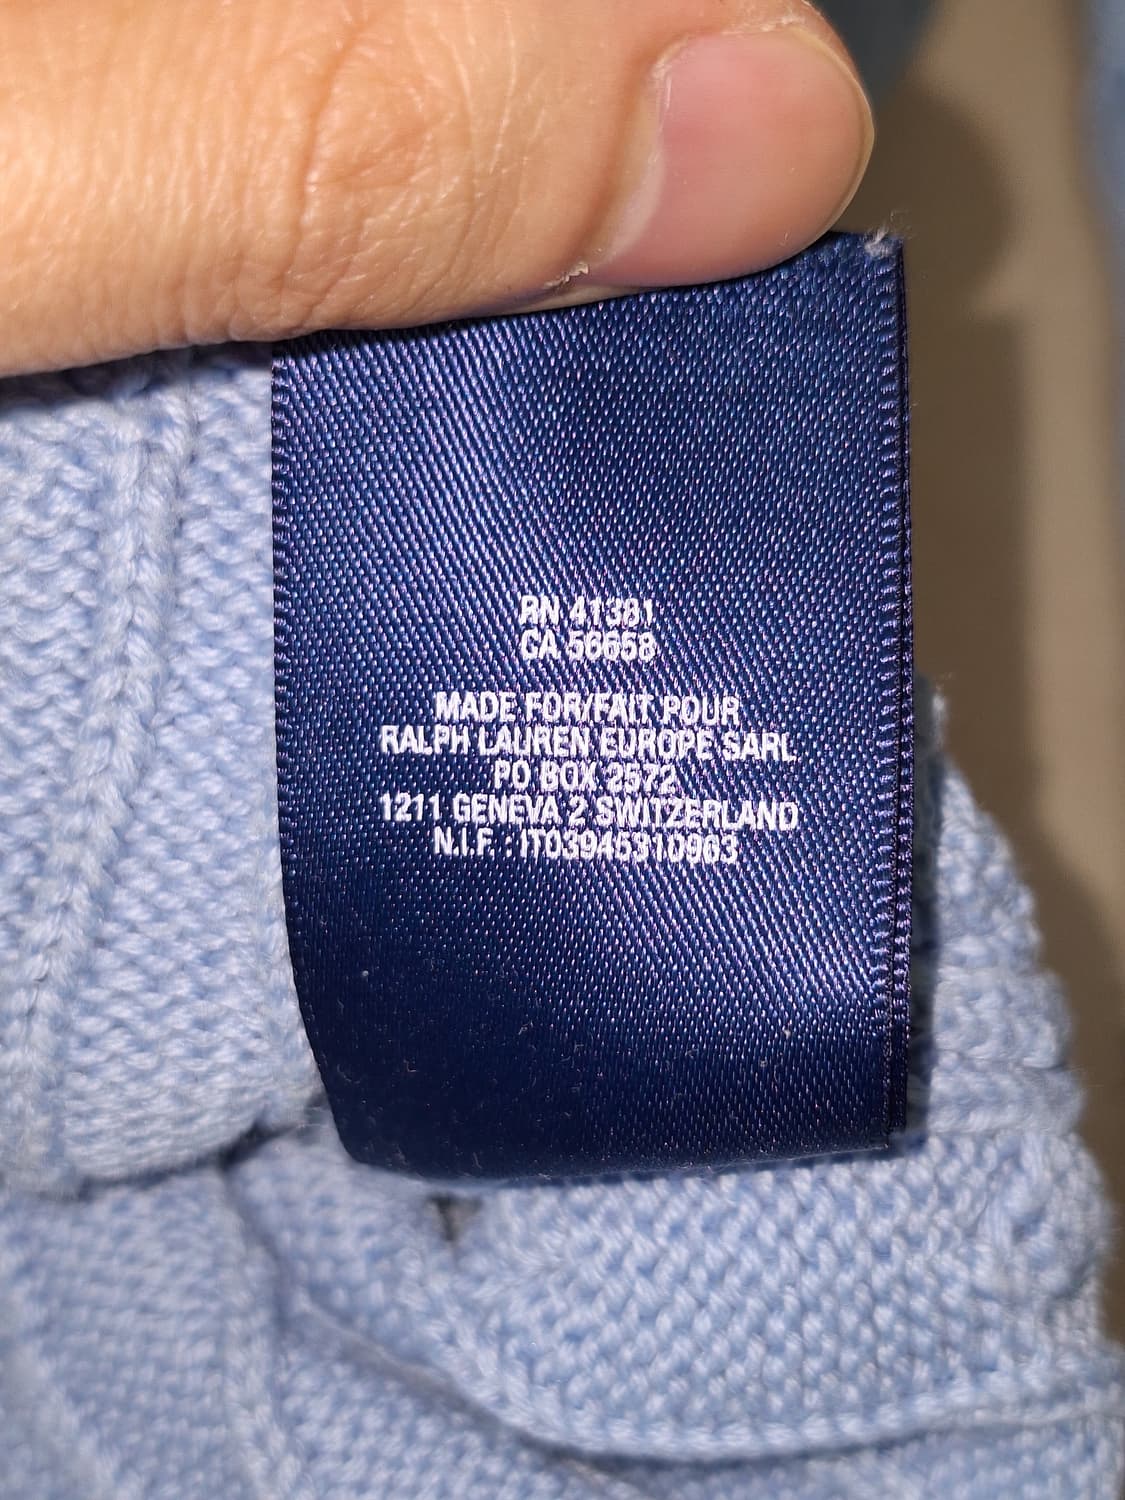 RN 41381
CA 56658
MADE FOR/FAIT POUR
RALPH LAUREN EUROPE SARL
PO BOX 2572
1211 GENEVA 2 SWITZERLAND
N.I.F. : IT03945310963